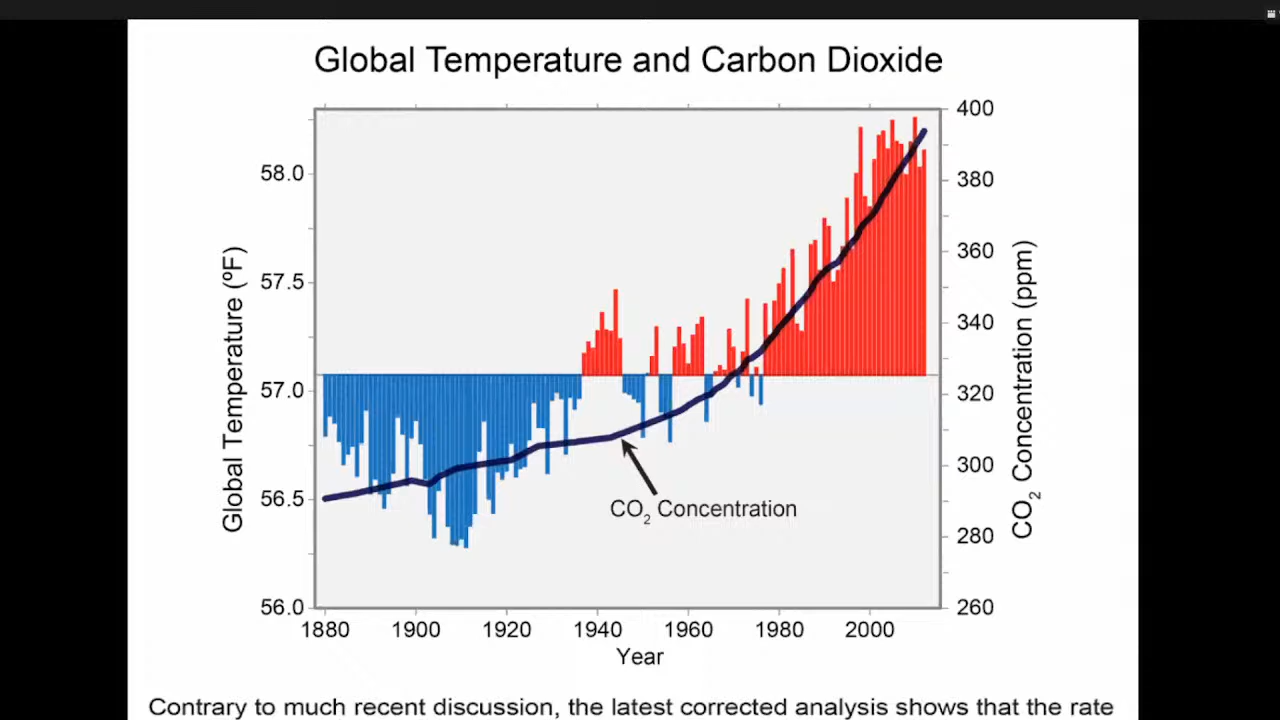 Global Temperature and Carbon Dioxide
400
58.0
380
360
57.5
340
57.0
320
300
56.5
280
56.0
260
Global Temperature (ºF)
CO2 Concentration (ppm)
CO2 Concentration
1880 1900 1920 1940 1960 1980 2000
Year
Contrary to much recent discussion, the latest corrected analysis shows that the rate